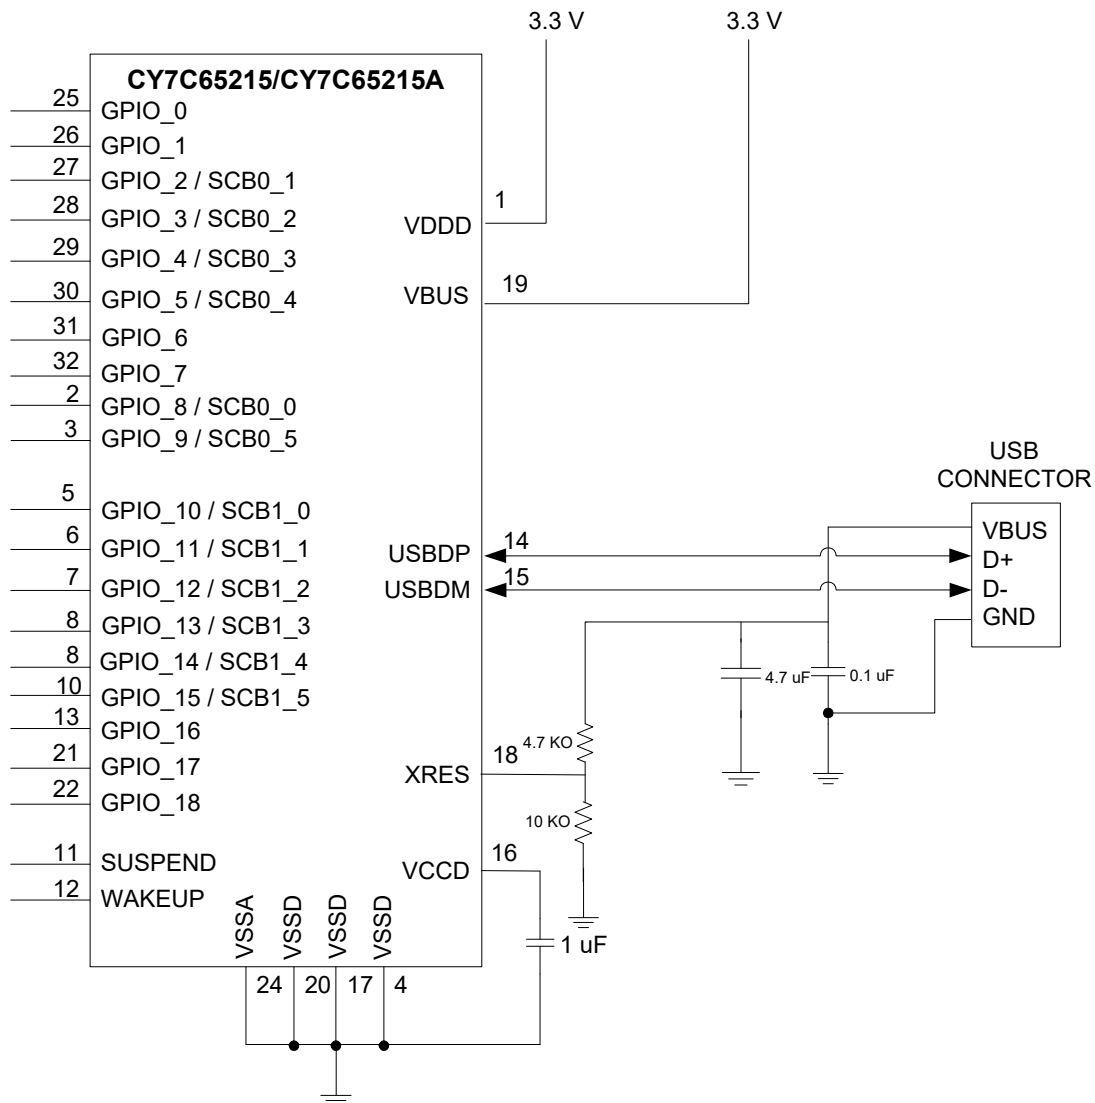 3.3 V
3.3 V
CY7C65215/CY7C65215A
25 GPIO_0
26 GPIO_1
27 GPIO_2 / SCB0_1
28 GPIO_3 / SCB0_2
29 GPIO_4 / SCB0_3
30 GPIO_5 / SCB0_4
31 GPIO_6
32 GPIO_7
2 GPIO_8 / SCB0_0
3 GPIO_9 / SCB0_5
5 GPIO_10 / SCB1_0
6 GPIO_11 / SCB1_1
7 GPIO_12 / SCB1_2
8 GPIO_13 / SCB1_3
8 GPIO_14 / SCB1_4
10 GPIO_15 / SCB1_5
13 GPIO_16
21 GPIO_17
22 GPIO_18
11 SUSPEND
12 WAKEUP
VDDD 1
VBUS 19
USBDP 14
USBDM 15
XRES 18
VCCD 16
VSSA
VSSD
VSSD
VSSD
24 20 17 4
1 uF
4.7 KO
10 KO
4.7 uF
0.1 uF
USB
CONNECTOR
VBUS
D+
D-
GND